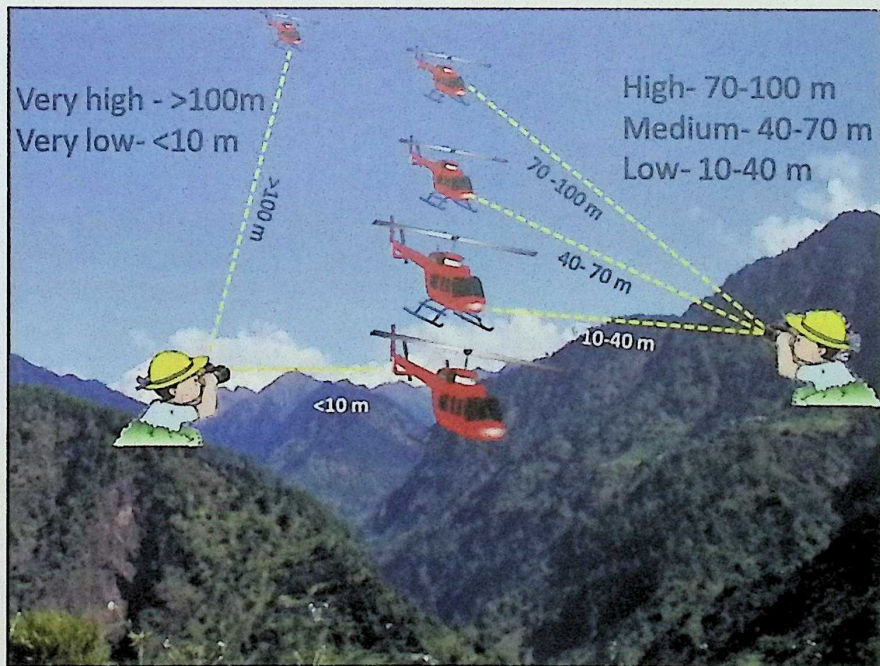 Very high - >100m
Very low- <10 m
High- 70-100 m
Medium- 40-70 m
Low- 10-40 m
>100 m
70 -100 m
40- 70 m
10-40 m
<10 m